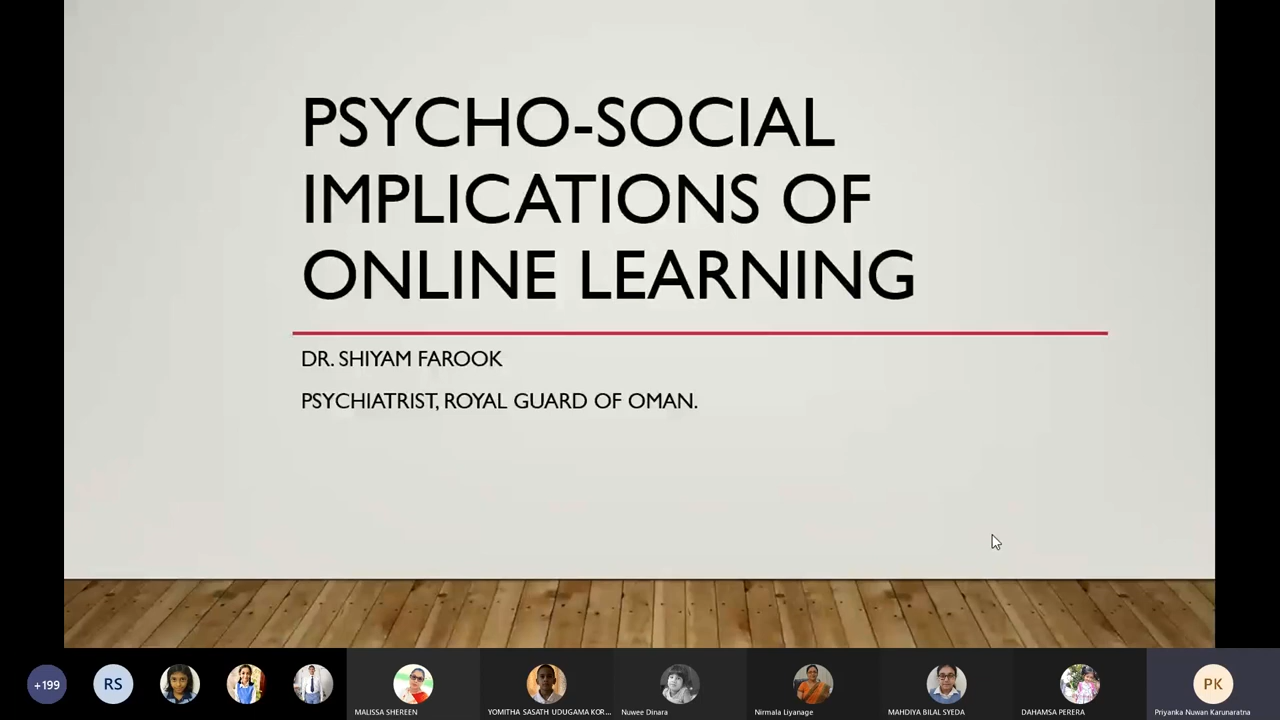 PSYCHO-SOCIAL
IMPLICATIONS OF
ONLINE LEARNING
DR. SHIYAM FAROOK
PSYCHIATRIST, ROYAL GUARD OF OMAN.
+199
RS
PK
MALISSA SHEREEN
YOMITHA SASATH UDUGAMA KOR...
Nuwee Dinara
Nirmala Liyanage
MAHDIYA BILAL SYEDA
DAHAMSA PERERA
Priyanka Nuwan Karunaratna